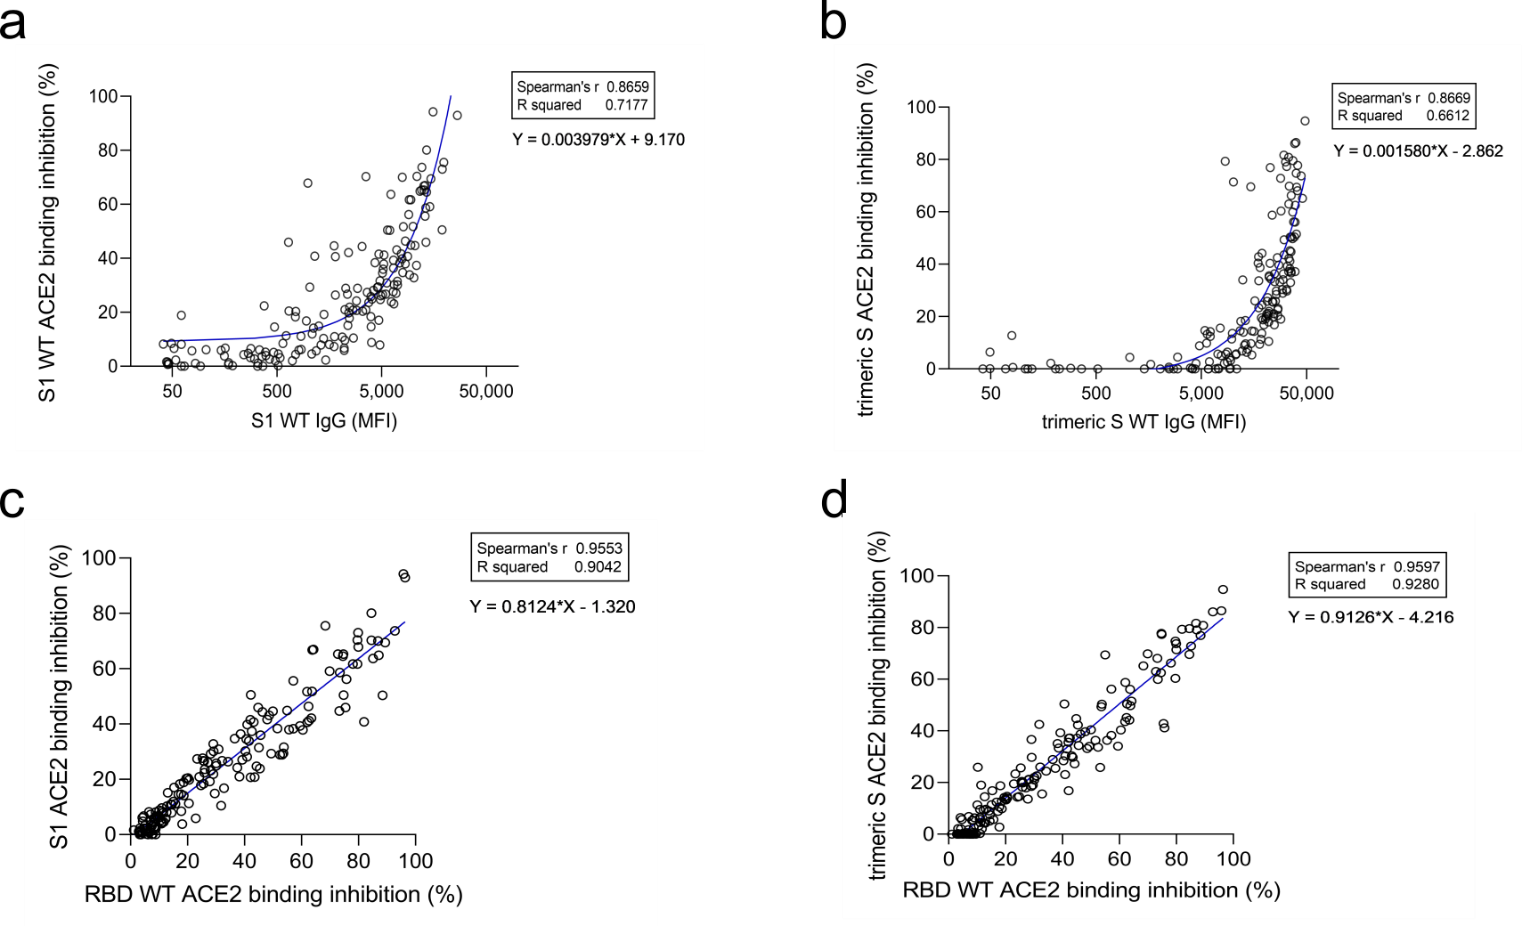 a
S1 WT ACE2 binding inhibition (%)
100
80
60
40
20
0
50
500
5,000
50,000
S1 WT IgG (MFI)
Spearman's r 0.8659
R squared 0.7177
Y = 0.003979*X + 9.170
b
trimeric S ACE2 binding inhibition (%)
100
80
60
40
20
0
50
500
5,000
50,000
trimeric S WT IgG (MFI)
Spearman's r 0.8669
R squared 0.6612
Y = 0.001580*X - 2.862
c
S1 ACE2 binding inhibition (%)
100
80
60
40
20
0
0
20
40
60
80
100
RBD WT ACE2 binding inhibition (%)
Spearman's r 0.9553
R squared 0.9042
Y = 0.8124*X - 1.320
d
trimeric S ACE2 binding inhibition (%)
100
80
60
40
20
0
0
20
40
60
80
100
RBD WT ACE2 binding inhibition (%)
Spearman's r 0.9597
R squared 0.9280
Y = 0.9126*X - 4.216